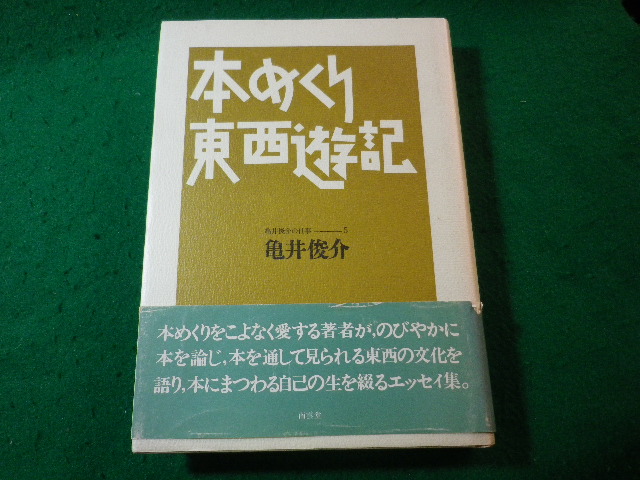 本めくり
東西遊記
亀井俊介の仕事———5
亀井俊介
本めくりをこよなく愛する著者が,のびやかに
本を論じ,本を通して見られる東西の文化を
語り,本にまつわる自己の生を綴るエッセイ集。
南雲堂